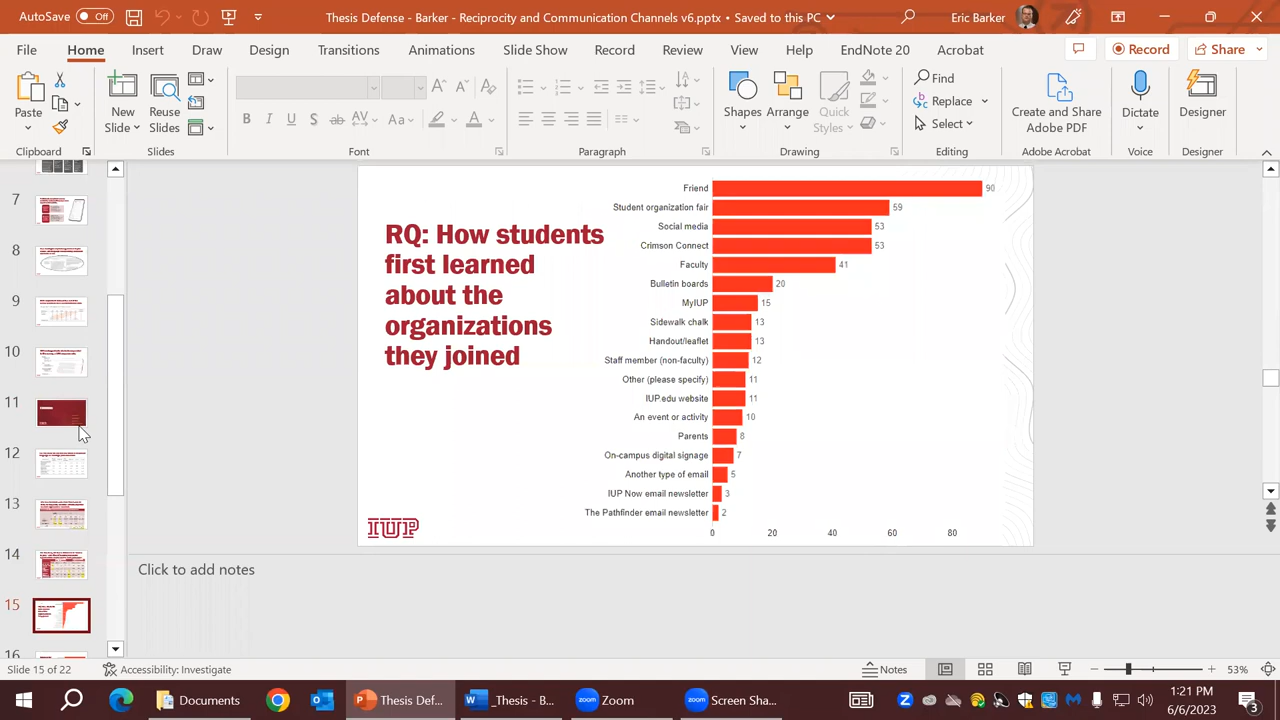 AutoSave Off Thesis Defense - Barker - Reciprocity and Communication Channels v6.pptx • Saved to this PC Eric Barker
File Home Insert Draw Design Transitions Animations Slide Show Record Review View Help EndNote 20 Acrobat Record Share
Paste New Slide Reuse Slides Shapes Arrange Quick Styles Find Replace Select Create and Share Adobe PDF Dictate Designer
Clipboard Slides Font Paragraph Drawing Editing Adobe Acrobat Voice Designer
7
8
9
10
11
12
13
14
15
16
RQ: How students
first learned
about the
organizations
they joined
Friend 90
Student organization fair 59
Social media 53
Crimson Connect 53
Faculty 41
Bulletin boards 20
MyIUP 15
Sidewalk chalk 13
Handout/leaflet 13
Staff member (non-faculty) 12
Other (please specify) 11
IUP.edu website 11
An event or activity 10
Parents 8
On-campus digital signage 7
Another type of email 5
IUP Now email newsletter 3
The Pathfinder email newsletter 2
0 20 40 60 80
IUP
Click to add notes
Slide 15 of 22 Accessibility: Investigate Notes 53%
Documents Thesis Def... _Thesis - B... Zoom Screen Sha... 1:21 PM
6/6/2023